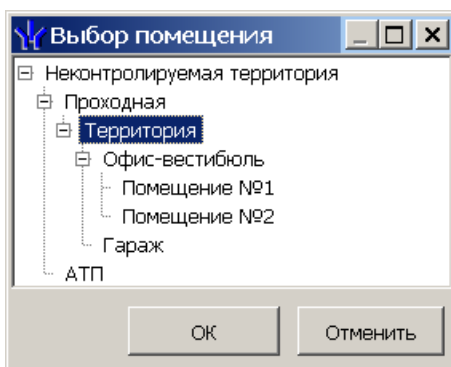 Выбор помещения
Неконтролируемая территория
Проходная
Территория
Офис-вестибюль
Помещение №1
Помещение №2
Гараж
АТП
ОК
Отменить